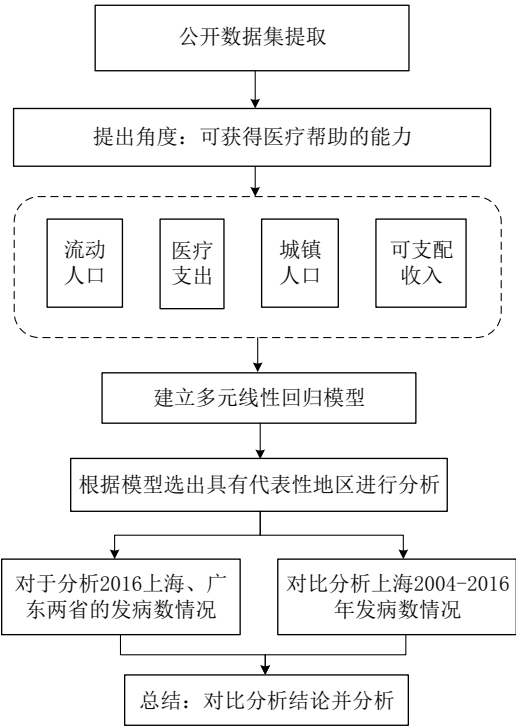 公开数据集提取
提出角度：可获得医疗帮助的能力
流动
人口
医疗
支出
城镇
人口
可支配
收入
建立多元线性回归模型
根据模型选出具有代表性地区进行分析
对于分析2016上海、广
东两省的发病数情况
对比分析上海2004-2016
年发病数情况
总结：对比分析结论并分析